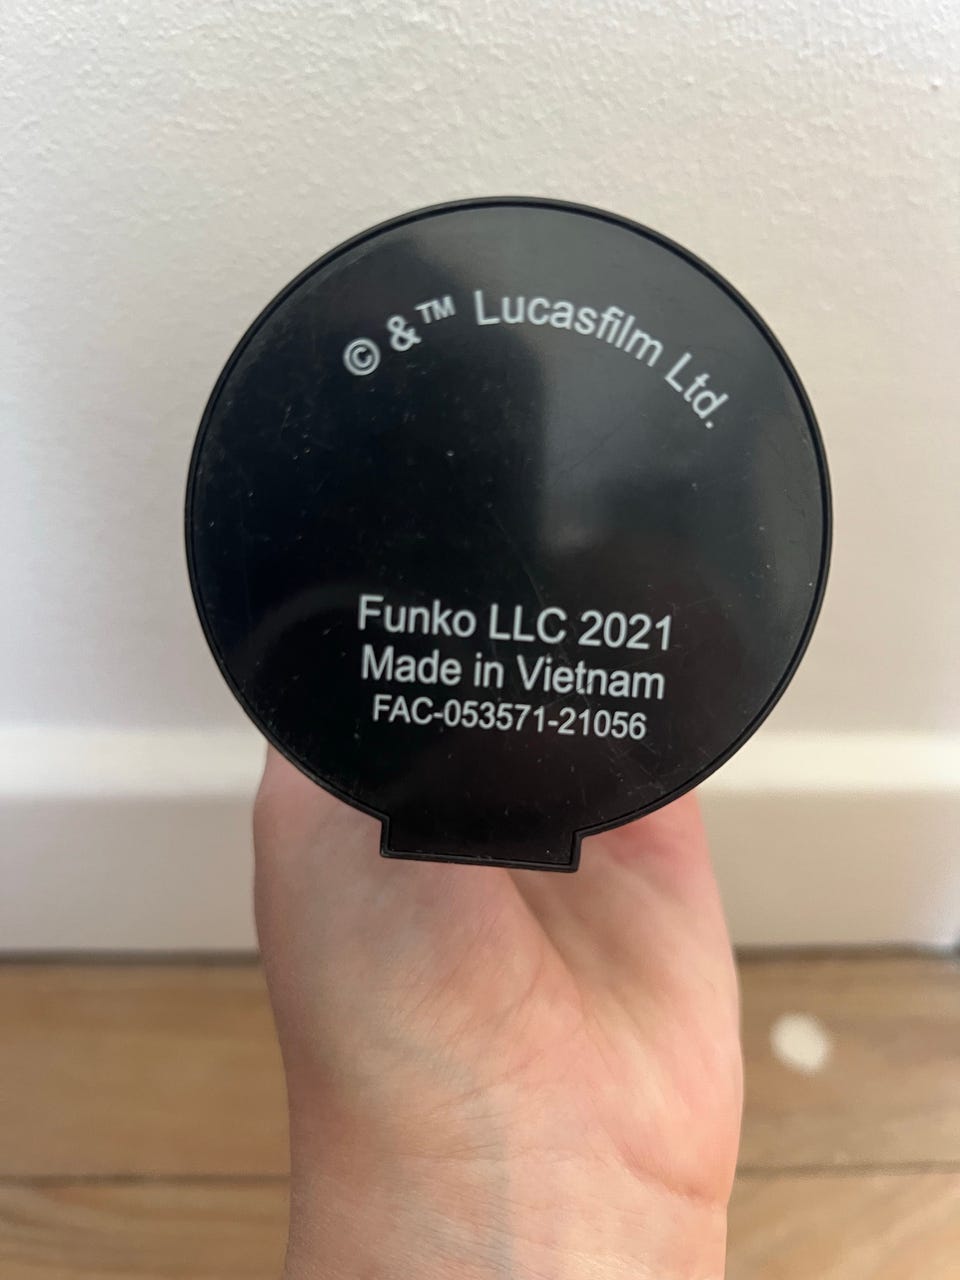 © &™ Lucasfilm Ltd.
Funko LLC 2021
Made in Vietnam
FAC-053571-21056